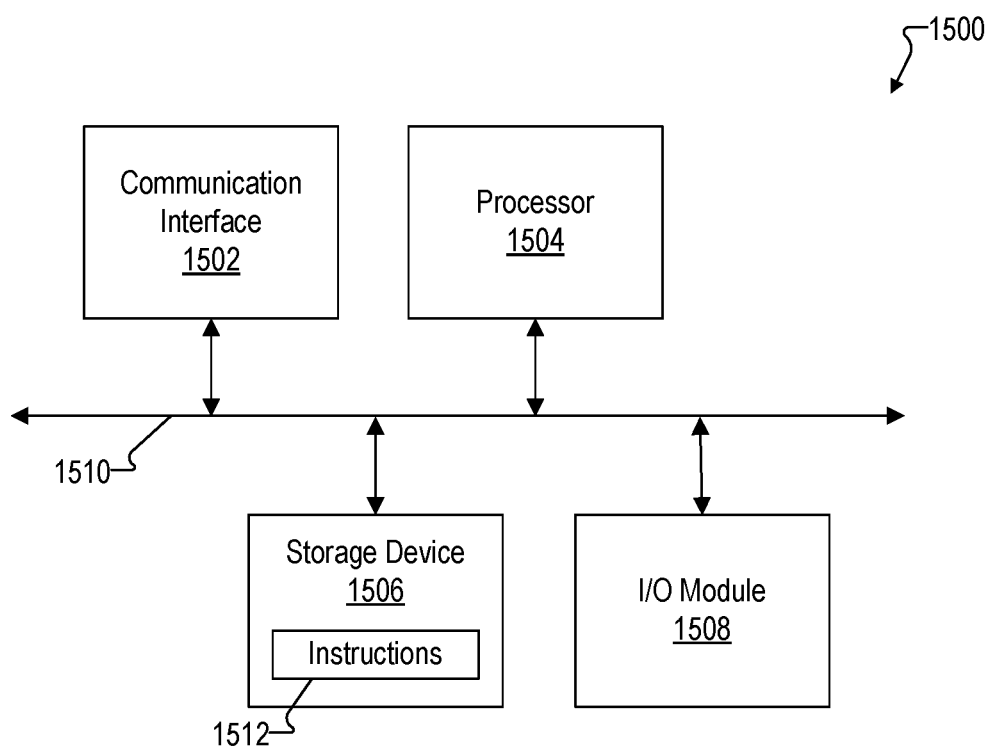 1500
Communication
Interface
1502
Processor
1504
1510
Storage Device
1506
Instructions
1512
I/O Module
1508